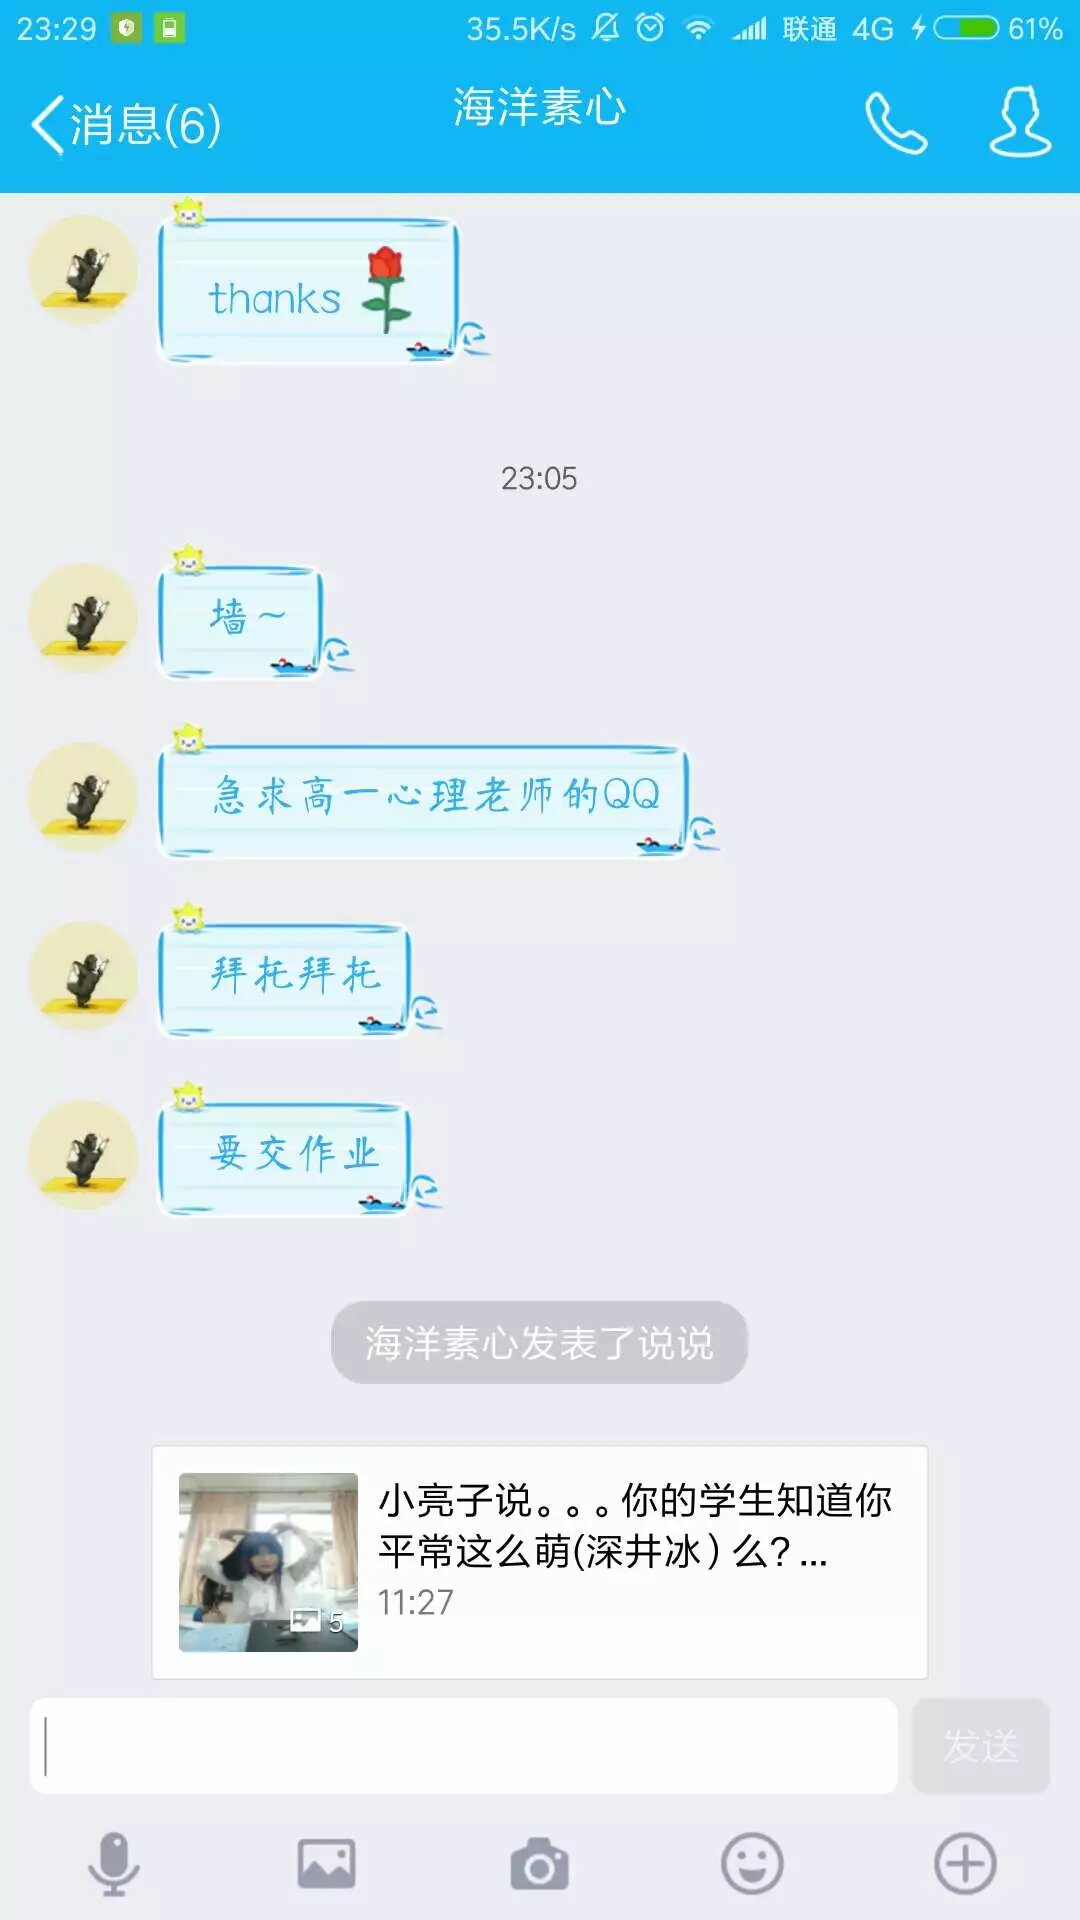 23:29
35.5K/s
联通 4G
61%
消息(6)
海洋素心
thanks
23:05
墙~
急求高一心理老师的QQ
拜托拜托
要交作业
海洋素心发表了说说
小亮子说。。。你的学生知道你
平常这么萌(深井冰）么？...
11:27
5
发送